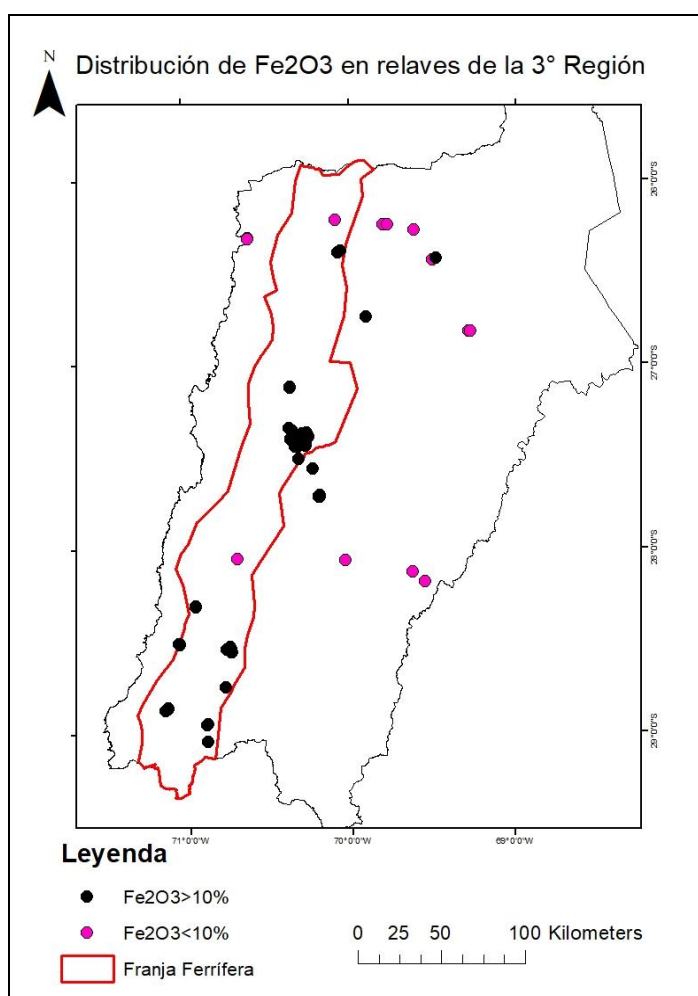 N
Distribución de Fe2O3 en relaves de la 3° Región
26°0'0"S
27°0'0"S
28°0'0"S
29°0'0"S
71°0'0"W
70°0'0"W
69°0'0"W
Leyenda
Fe2O3>10%
Fe2O3<10%
Franja Ferrífera
0 25 50 100 Kilometers